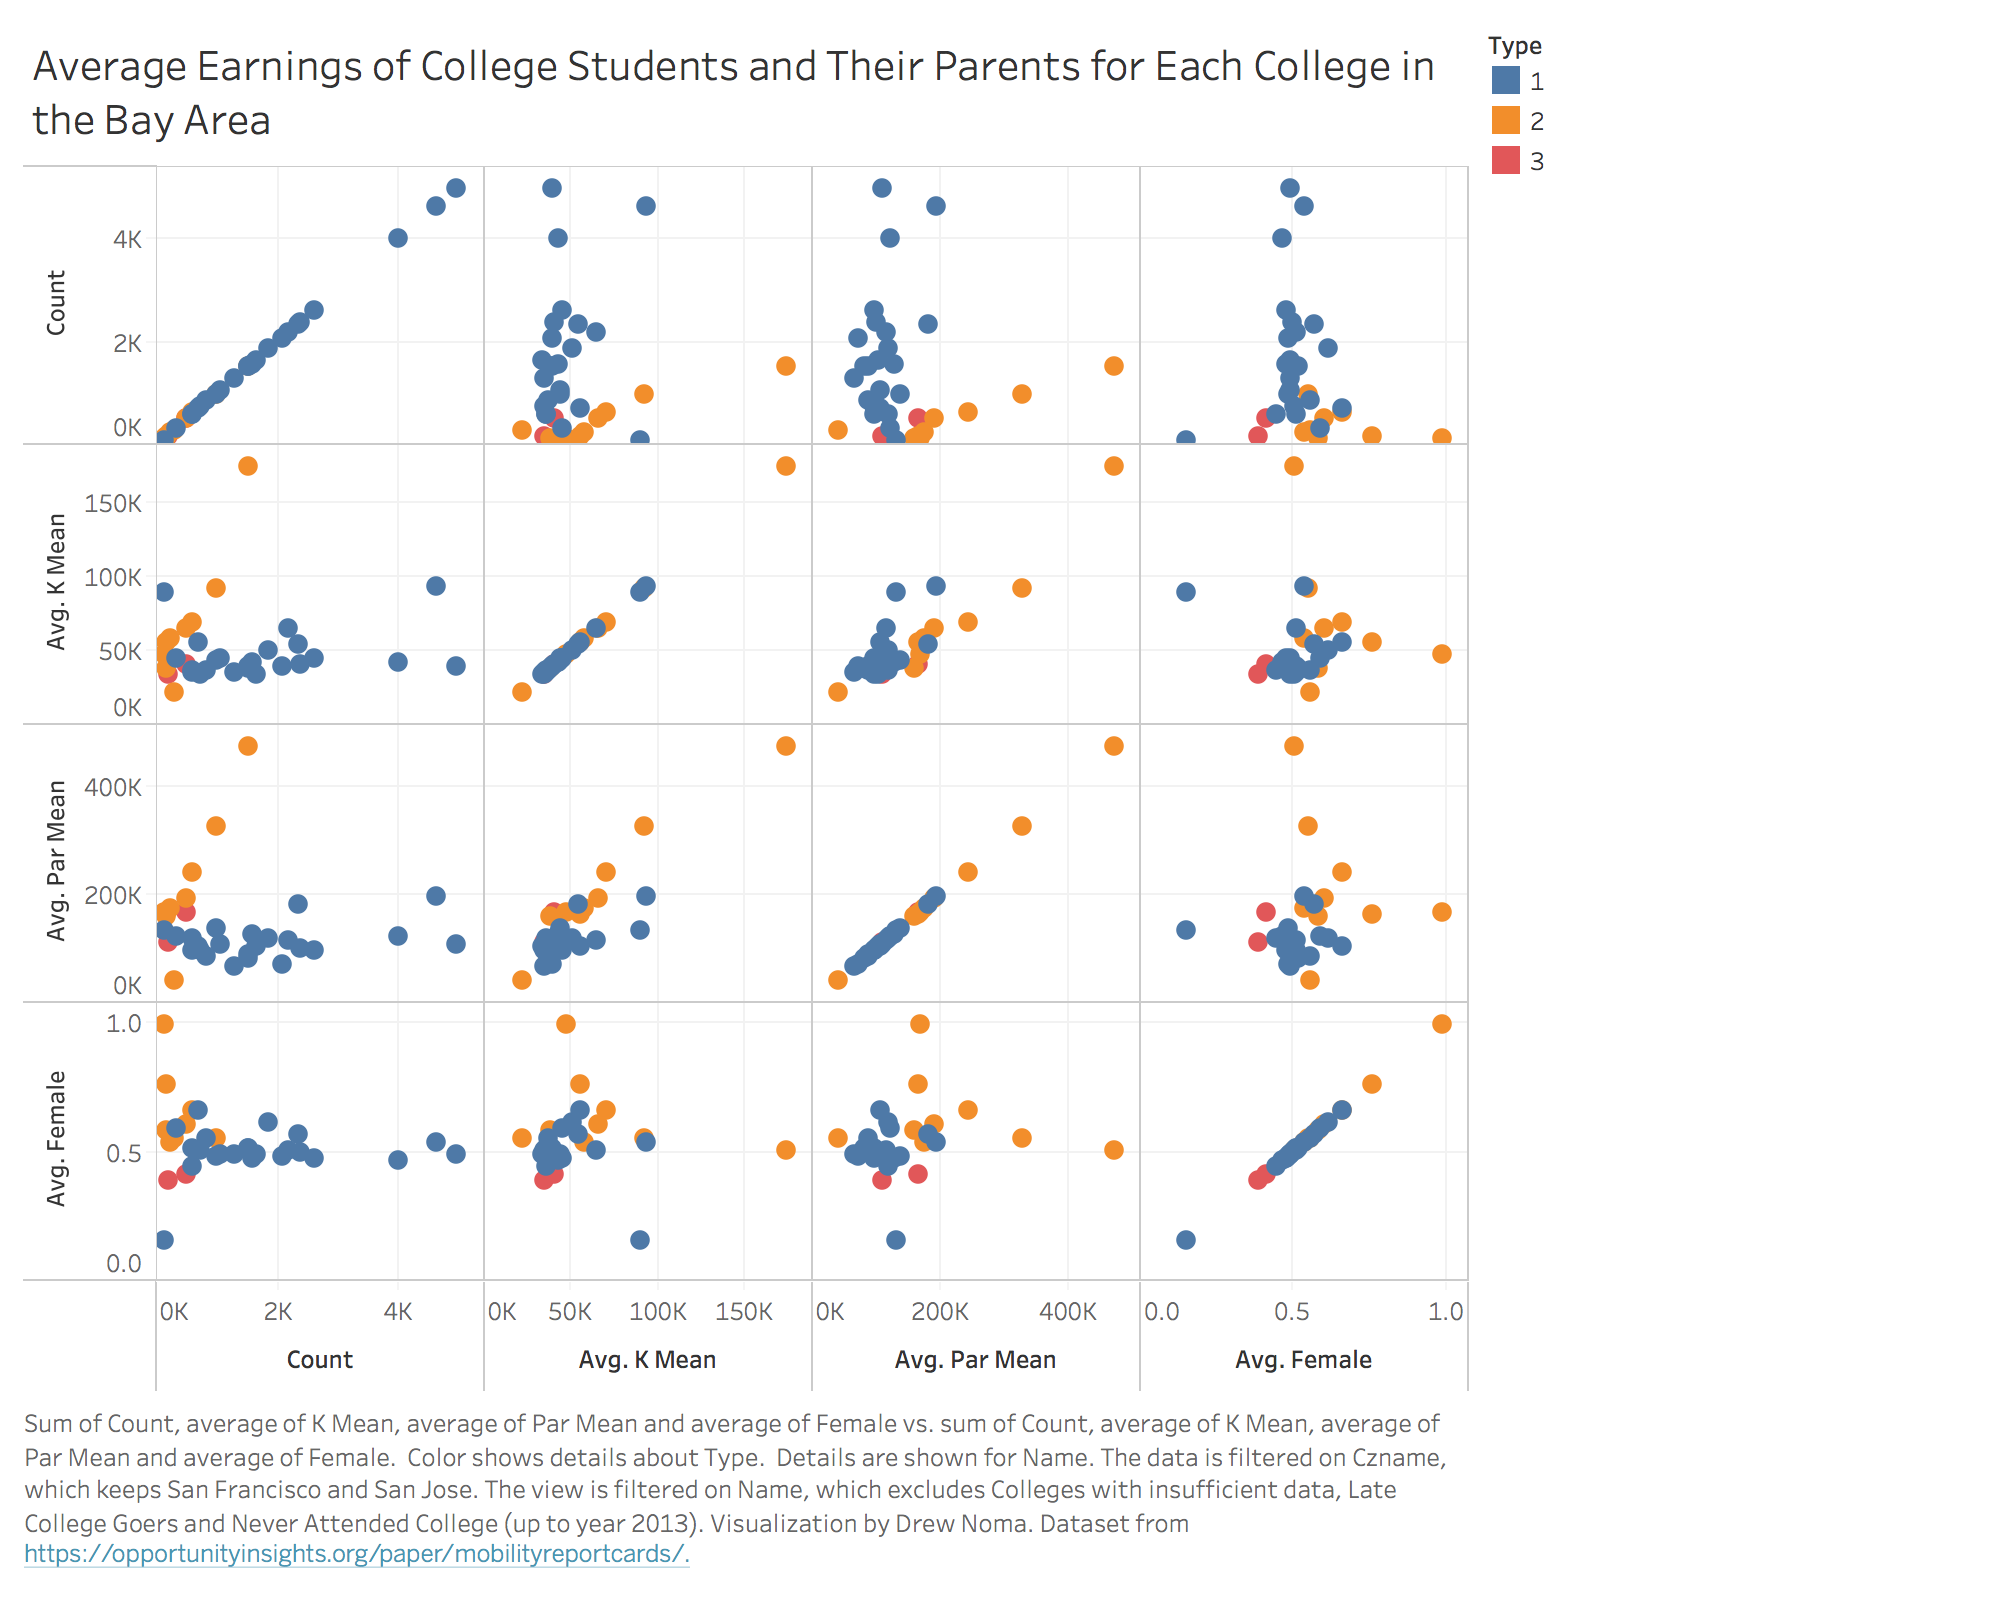 Average Earnings of College Students and Their Parents for Each College in
the Bay Area
Type
1
2
3
Count
4K
2K
0K
Avg. K Mean
150K
100K
50K
0K
Avg. Par Mean
400K
200K
0K
Avg. Female
1.0
0.5
0.0
0K 2K 4K 0K 50K 100K 150K 0K 200K 400K 0.0 0.5 1.0
Count Avg. K Mean Avg. Par Mean Avg. Female
Sum of Count, average of K Mean, average of Par Mean and average of Female vs. sum of Count, average of K Mean, average of
Par Mean and average of Female.  Color shows details about Type.  Details are shown for Name. The data is filtered on Czname,
which keeps San Francisco and San Jose. The view is filtered on Name, which excludes Colleges with insufficient data, Late
College Goers and Never Attended College (up to year 2013). Visualization by Drew Noma. Dataset from
https://opportunityinsights.org/paper/mobilityreportcards/.